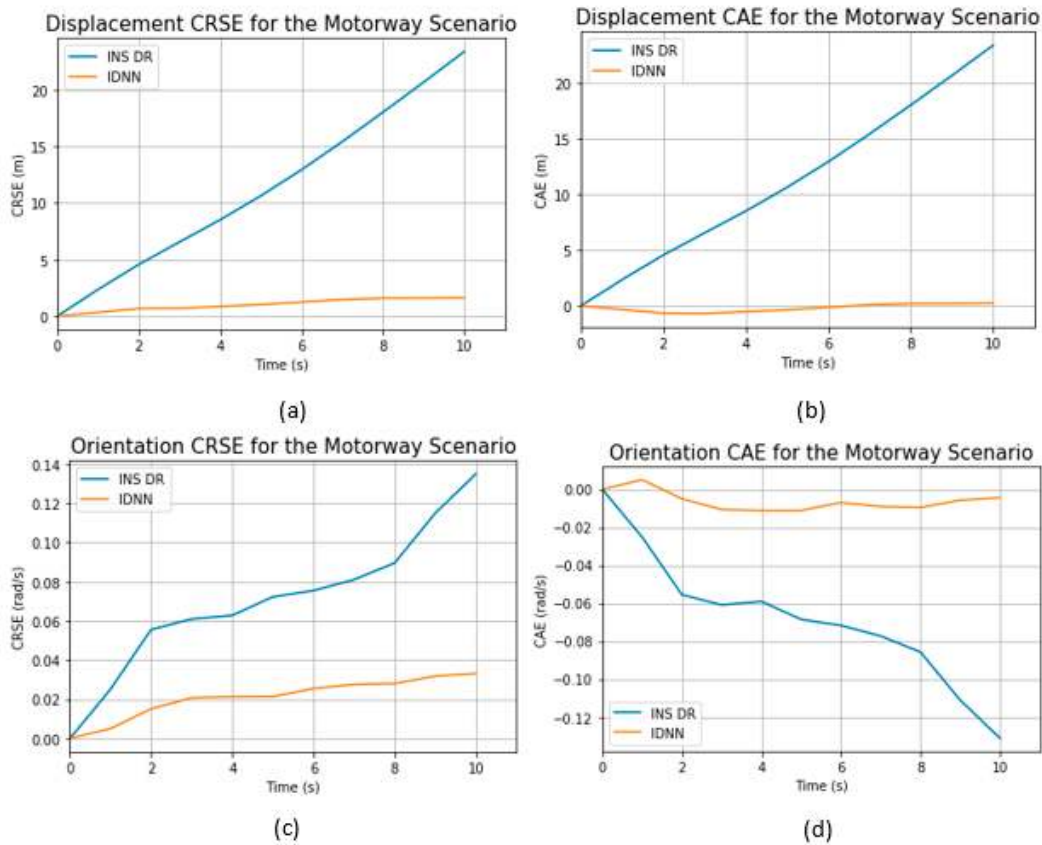 Displacement CRSE for the Motorway Scenario
INS DR
IDNN
20
15
10
5
0
CRSE (m)
0 2 4 6 8 10
Time (s)
(a)
Displacement CAE for the Motorway Scenario
INS DR
IDNN
20
15
10
5
0
CAE (m)
0 2 4 6 8 10
Time (s)
(b)
Orientation CRSE for the Motorway Scenario
INS DR
IDNN
0.14
0.12
0.10
0.08
0.06
0.04
0.02
0.00
CRSE (rad/s)
0 2 4 6 8 10
Time (s)
(c)
Orientation CAE for the Motorway Scenario
0.00
−0.02
−0.04
−0.06
−0.08
−0.10
−0.12
CAE (rad/s)
INS DR
IDNN
0 2 4 6 8 10
Time (s)
(d)